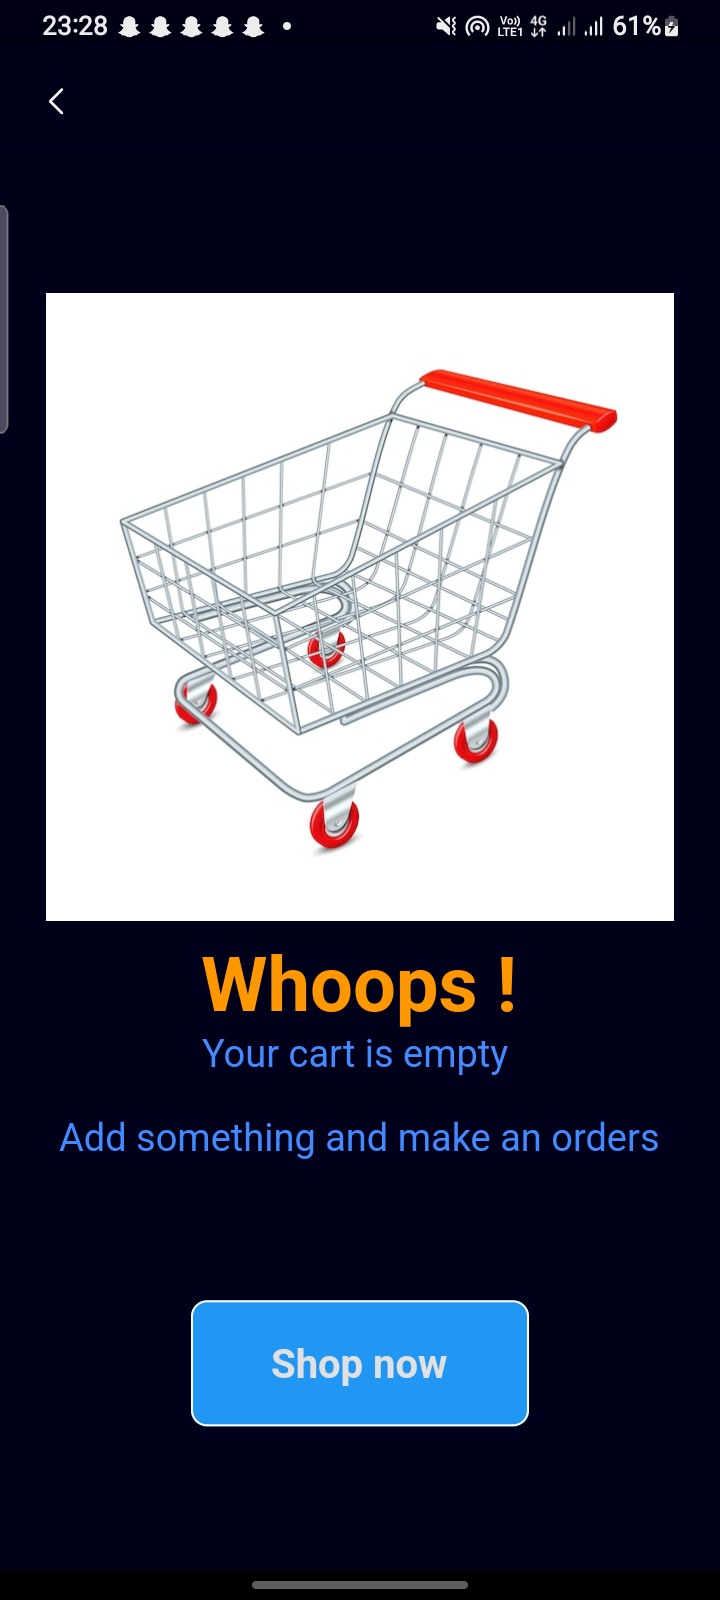 23:28 Vo)) LTE1 4G 61%
Whoops !
Your cart is empty
Add something and make an orders
Shop now